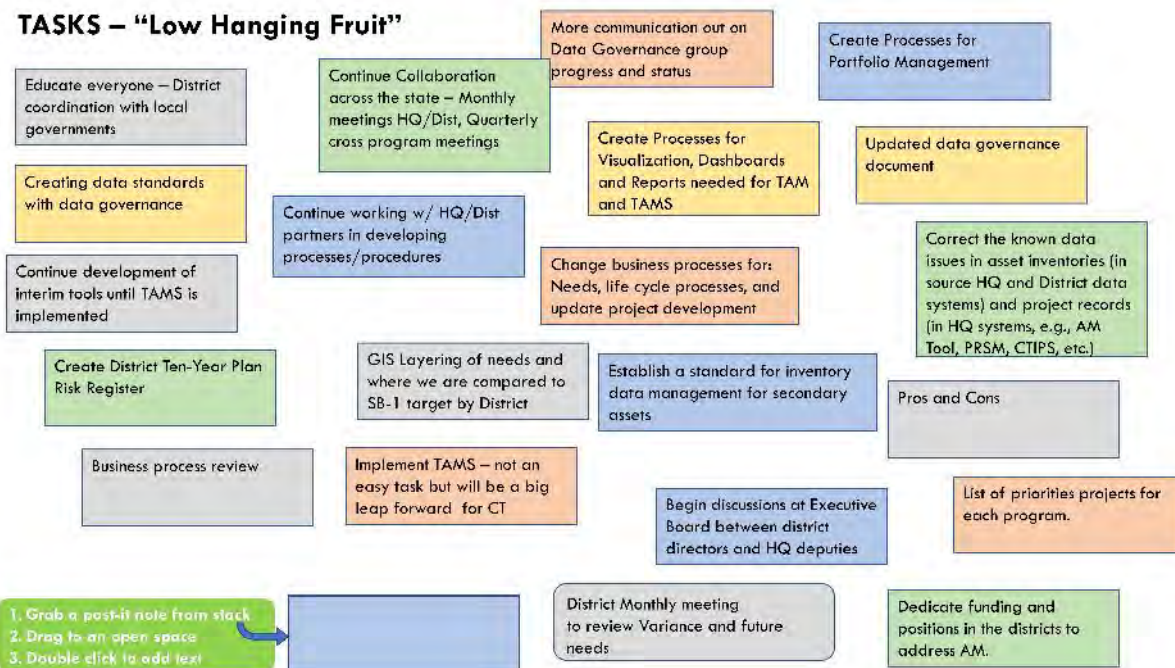 TASKS – “Low Hanging Fruit”
More communication out on
Data Governance group
progress and status
Create Processes for
Portfolio Management
Educate everyone – District
coordination with local
governments
Continue Collaboration
across the state – Monthly
meetings HQ/Dist, Quarterly
cross program meetings
Create Processes for
Visualization, Dashboards
and Reports needed for TAM
and TAMS
Updated data governance
document
Creating data standards
with data governance
Continue working w/ HQ/Dist
partners in developing
processes/procedures
Correct the known data
issues in asset inventories (in
source HQ and District data
systems) and project records
(in HQ systems, e.g., AM
Tool, PRSM, CTIPS, etc.)
Continue development of
interim tools until TAMS is
implemented
Change business processes for:
Needs, life cycle processes, and
update project development
Create District Ten-Year Plan
Risk Register
GIS Layering of needs and
where we are compared to
SB-1 target by District
Establish a standard for inventory
data management for secondary
assets
Pros and Cons
Business process review
Implement TAMS – not an
easy task but will be a big
leap forward for CT
Begin discussions at Executive
Board between district
directors and HQ deputies
List of priorities projects for
each program.
1. Grab a post-it note from stack
2. Drag to an open space
3. Double click to add text
District Monthly meeting
to review Variance and future
needs
Dedicate funding and
positions in the districts to
address AM.